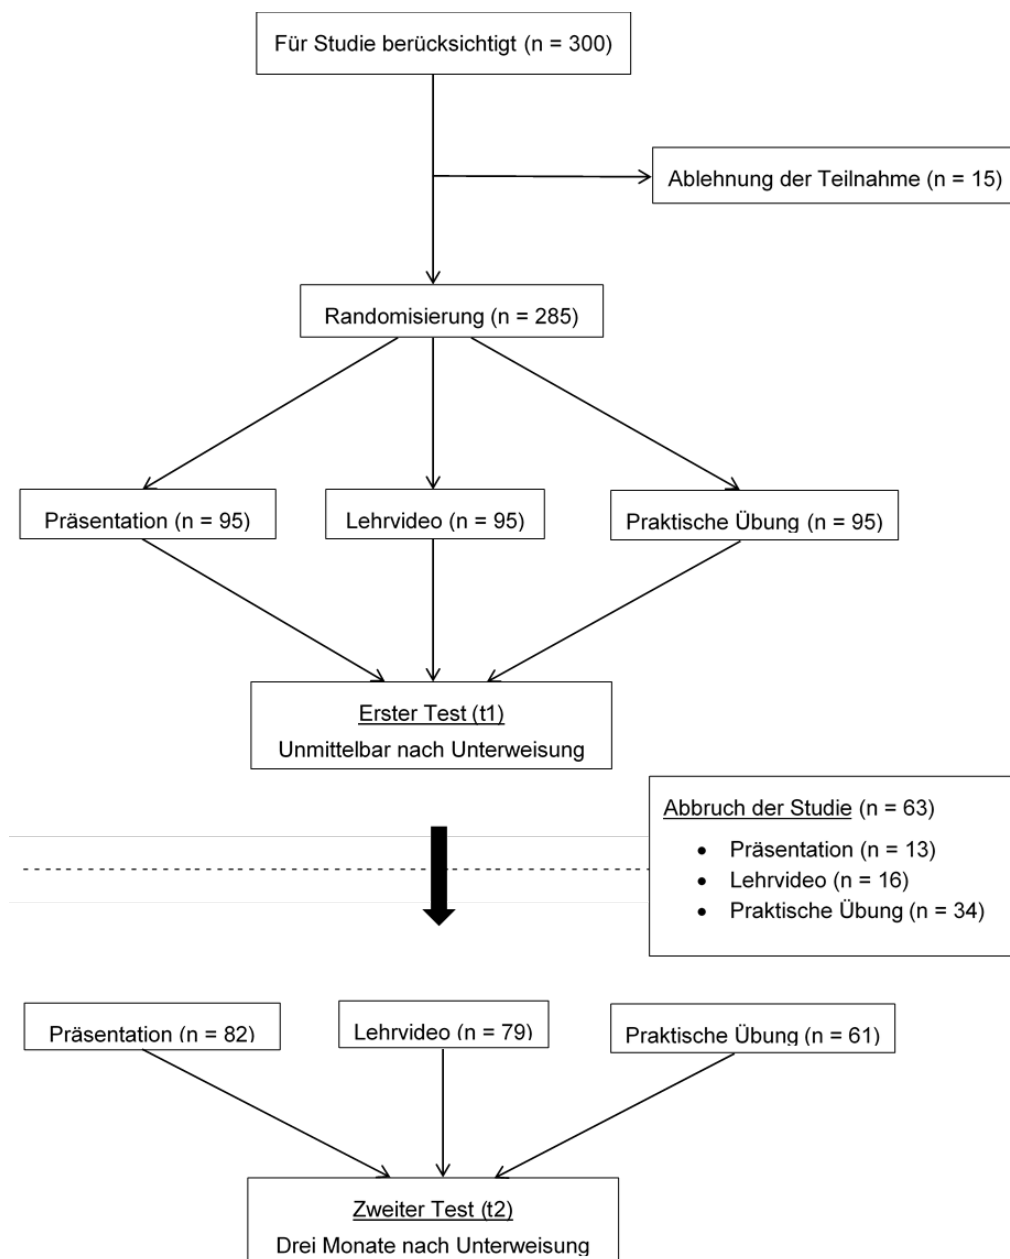 Für Studie berücksichtigt (n = 300)
Ablehnung der Teilnahme (n = 15)
Randomisierung (n = 285)
Präsentation (n = 95)
Lehrvideo (n = 95)
Praktische Übung (n = 95)
Erster Test (t1)
Unmittelbar nach Unterweisung
Abbruch der Studie (n = 63)
• Präsentation (n = 13)
• Lehrvideo (n = 16)
• Praktische Übung (n = 34)
Präsentation (n = 82)
Lehrvideo (n = 79)
Praktische Übung (n = 61)
Zweiter Test (t2)
Drei Monate nach Unterweisung